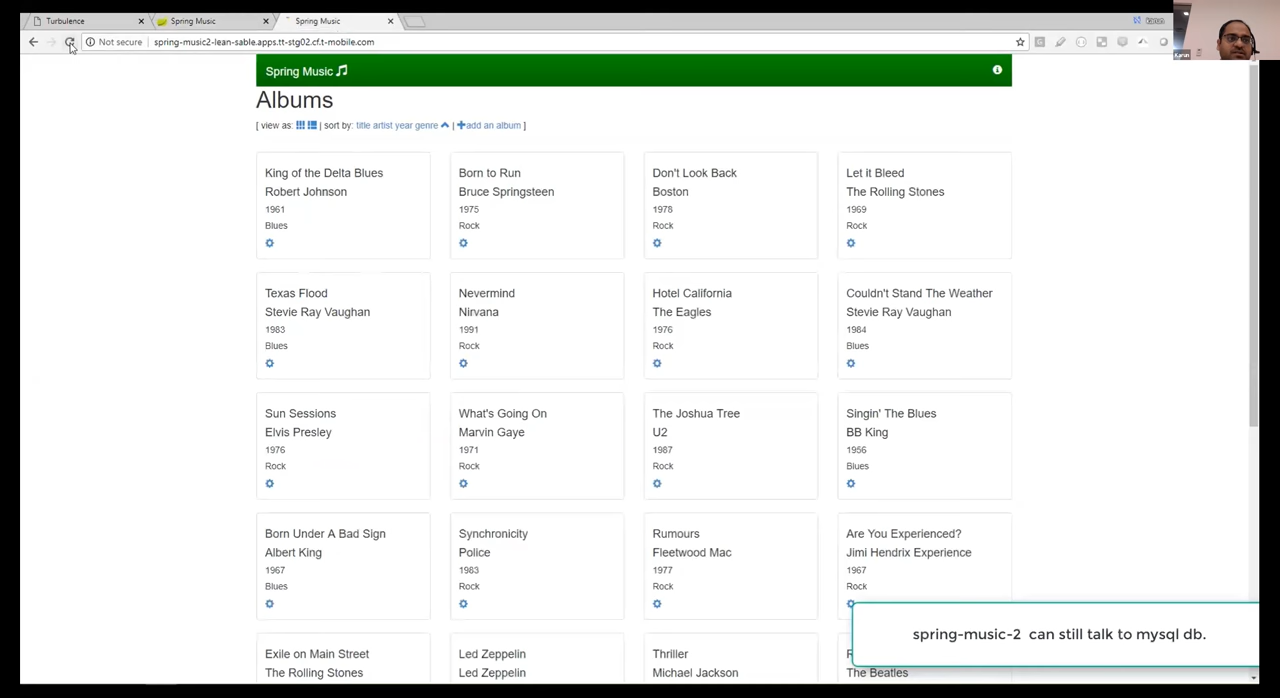 Turbulence
Spring Music
Spring Music
Karun
Not secure
spring-music2-lean-sable.apps.tt-stg02.cf.t-mobile.com
Karun
Spring Music
Albums
[ view as: | sort by: title artist year genre | add an album ]
King of the Delta Blues
Robert Johnson
1961
Blues
Born to Run
Bruce Springsteen
1975
Rock
Don't Look Back
Boston
1978
Rock
Let it Bleed
The Rolling Stones
1969
Rock
Texas Flood
Stevie Ray Vaughan
1983
Blues
Nevermind
Nirvana
1991
Rock
Hotel California
The Eagles
1976
Rock
Couldn't Stand The Weather
Stevie Ray Vaughan
1984
Blues
Sun Sessions
Elvis Presley
1976
Rock
What's Going On
Marvin Gaye
1971
Rock
The Joshua Tree
U2
1987
Rock
Singin' The Blues
BB King
1956
Blues
Born Under A Bad Sign
Albert King
1967
Blues
Synchronicity
Police
1983
Rock
Rumours
Fleetwood Mac
1977
Rock
Are You Experienced?
Jimi Hendrix Experience
1967
Rock
Exile on Main Street
The Rolling Stones
Led Zeppelin
Led Zeppelin
Thriller
Michael Jackson
The Beatles
spring-music-2 can still talk to mysql db.